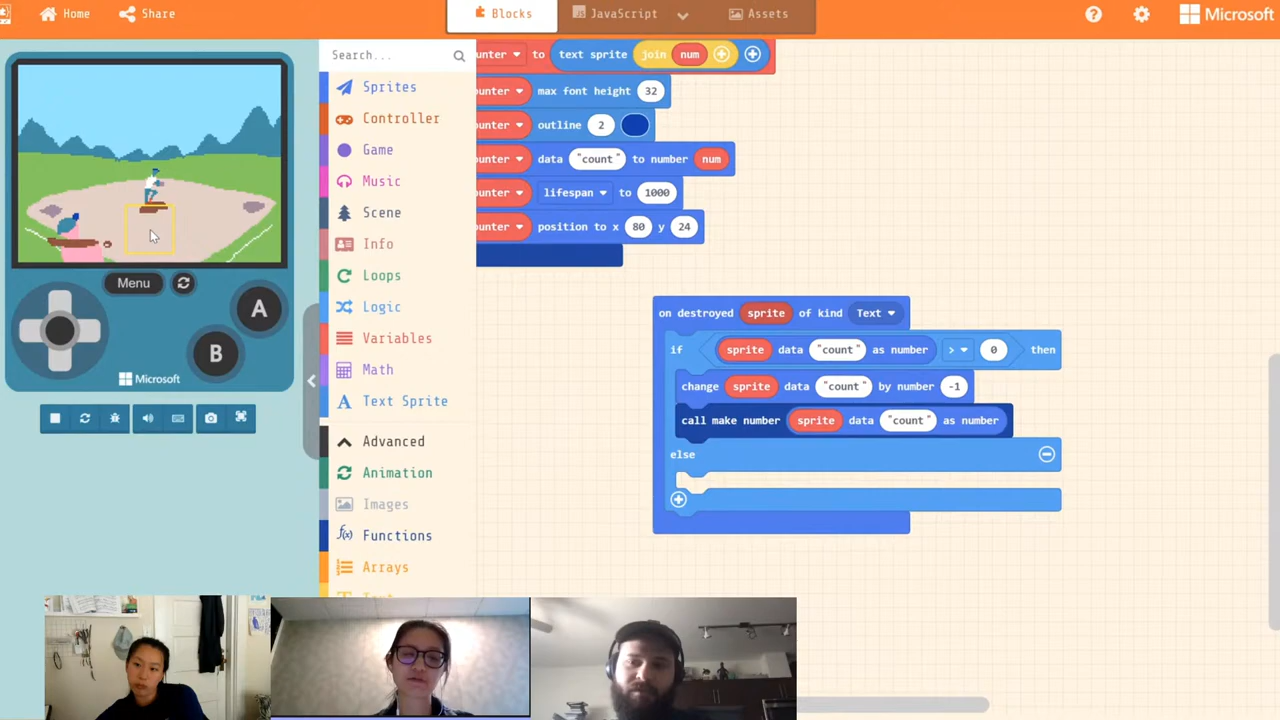 Home
Share
Blocks
JavaScript
Assets
Microsoft
Menu
A
B
Microsoft
Search...
Sprites
Controller
Game
Music
Scene
Info
Loops
Logic
Variables
Math
Text Sprite
Advanced
Animation
Images
Functions
Arrays
unter to text sprite join num
unter max font height 32
unter outline 2
unter data "count" to number num
unter lifespan to 1000
unter position to x 80 y 24
on destroyed sprite of kind Text
if sprite data "count" as number > 0 then
change sprite data "count" by number -1
call make number sprite data "count" as number
else